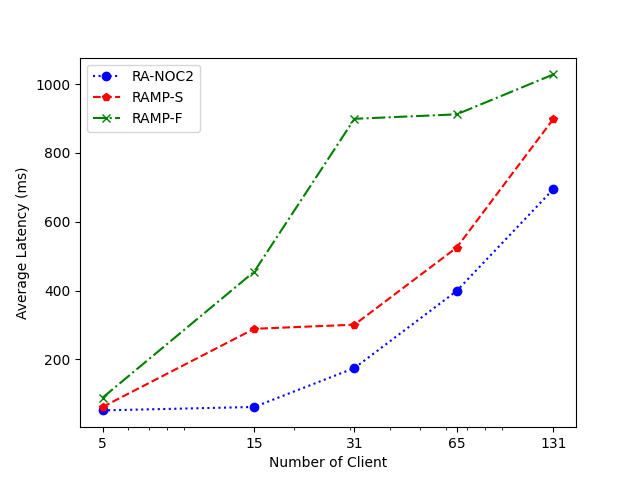 RA-NOC2
RAMP-S
RAMP-F
Average Latency (ms)
1000
800
600
400
200
5 15 31 65 131
Number of Client